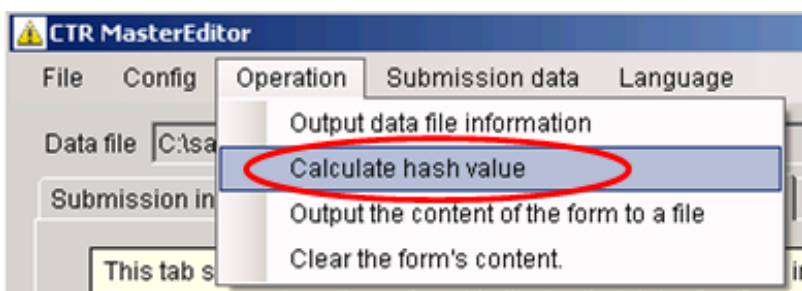 CTR MasterEditor
File Config Operation Submission data Language
Output data file information
Data file C:\sa
Calculate hash value
Submission in
Output the content of the form to a file
Clear the form's content.
This tab s